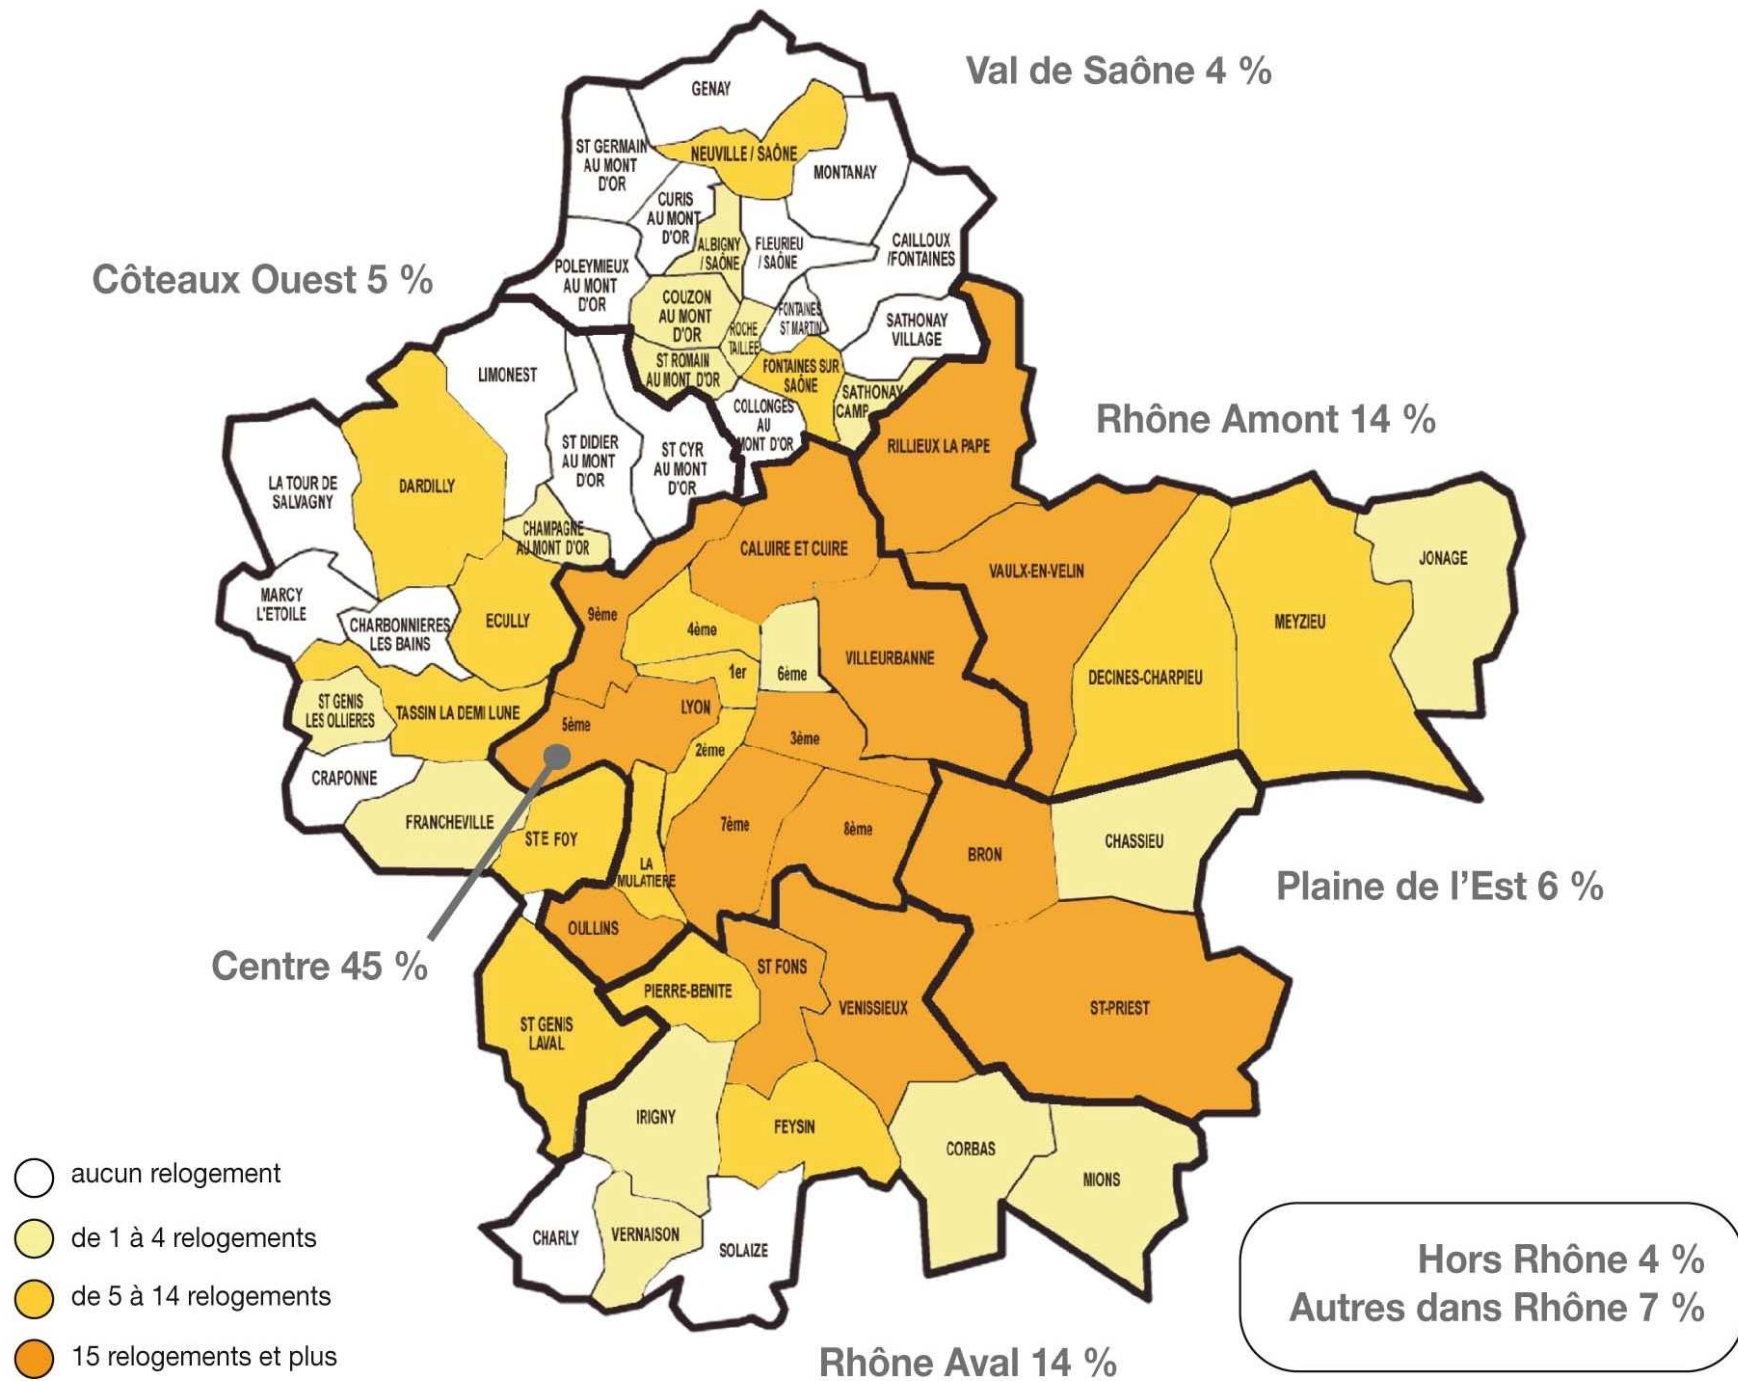 Val de Saône 4 %
GENAY
ST GERMAIN
AU MONT
D'OR
NEUVILLE / SAÔNE
MONTANAY
CURIS
AU MONT
D'OR
ALBIGNY
/ SAÔNE
FLEURIEU
/ SAÔNE
CAILLOUX
/FONTAINES
Côteaux Ouest 5 %
POLEYMIEUX
AU MONT
D'OR
COUZON
AU MONT
D'OR
ROCHE
TAILLEE
FONTAINES
ST MARTIN
SATHONAY
VILLAGE
LIMONEST
ST ROMAIN
AU MONT D'OR
FONTAINES SUR
SAÔNE
SATHONAY
CAMP
COLLONGES
AU
MONT D'OR
Rhône Amont 14 %
RILLIEUX LA PAPE
ST DIDIER
AU MONT
D'OR
ST CYR
AU MONT
D'OR
LA TOUR DE
SALVAGNY
DARDILLY
CHAMPAGNE
AU MONT D'OR
CALUIRE ET CUIRE
VAULX-EN-VELIN
JONAGE
MARCY
L'ETOILE
CHARBONNIERES
LES BAINS
ECULLY
9ème
4ème
MEYZIEU
VILLEURBANNE
1er
6ème
DECINES-CHARPIEU
ST GENIS
LES OLLIERES
TASSIN LA DEMI LUNE
5ème
LYON
2ème
3ème
CRAPONNE
FRANCHEVILLE
STE FOY
7ème
8ème
BRON
CHASSIEU
LA
MULATIERE
Plaine de l’Est 6 %
OULLINS
Centre 45 %
ST FONS
PIERRE-BENITE
VENISSIEUX
ST-PRIEST
ST GENIS
LAVAL
IRIGNY
FEYSIN
CORBAS
MIONS
CHARLY
VERNAISON
SOLAIZE
aucun relogement
de 1 à 4 relogements
de 5 à 14 relogements
15 relogements et plus
Hors Rhône 4 %
Autres dans Rhône 7 %
Rhône Aval 14 %